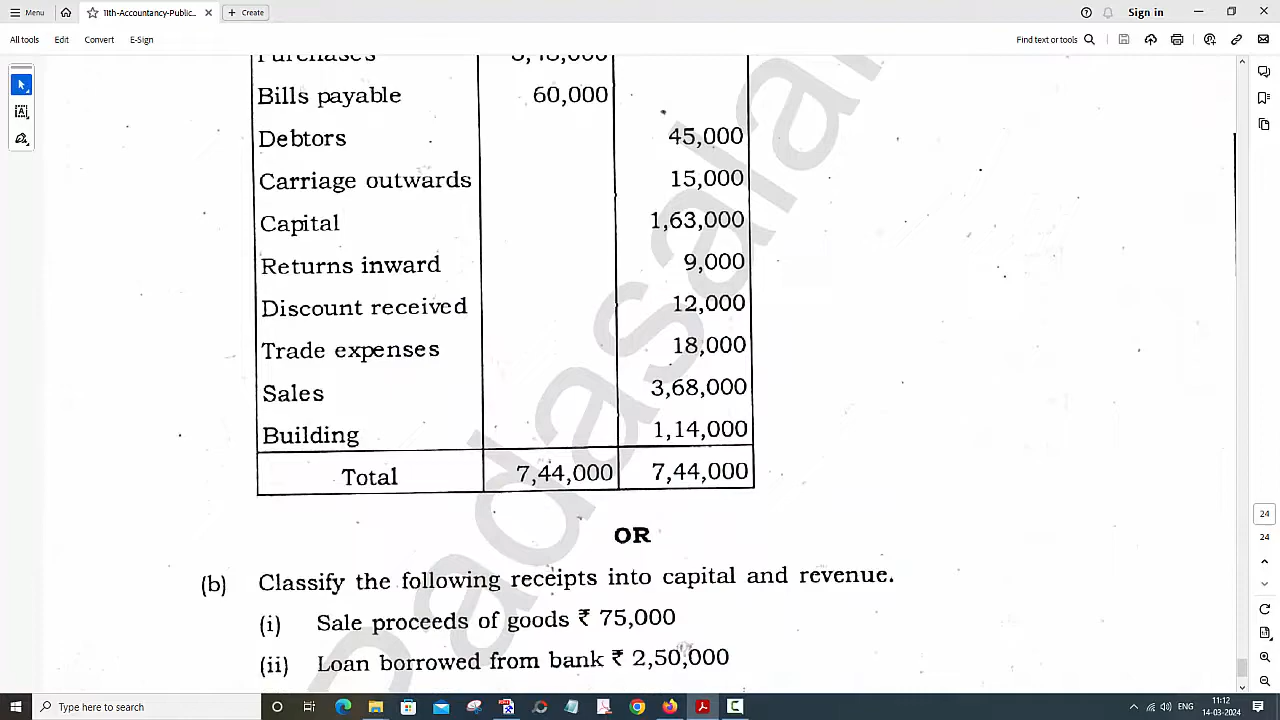 Menu
11th-Accountancy-Public...
Create
Sign in
All tools Edit Convert E-Sign
Find text or tools
Purchases
Bills payable 60,000
Debtors 45,000
Carriage outwards 15,000
Capital 1,63,000
Returns inward 9,000
Discount received 12,000
Trade expenses 18,000
Sales 3,68,000
Building 1,14,000
Total 7,44,000 7,44,000
OR
(b) Classify the following receipts into capital and revenue.
(i) Sale proceeds of goods ₹ 75,000
(ii) Loan borrowed from bank ₹ 2,50,000
24
24
Type here to search
ENG
11:12
14-03-2024